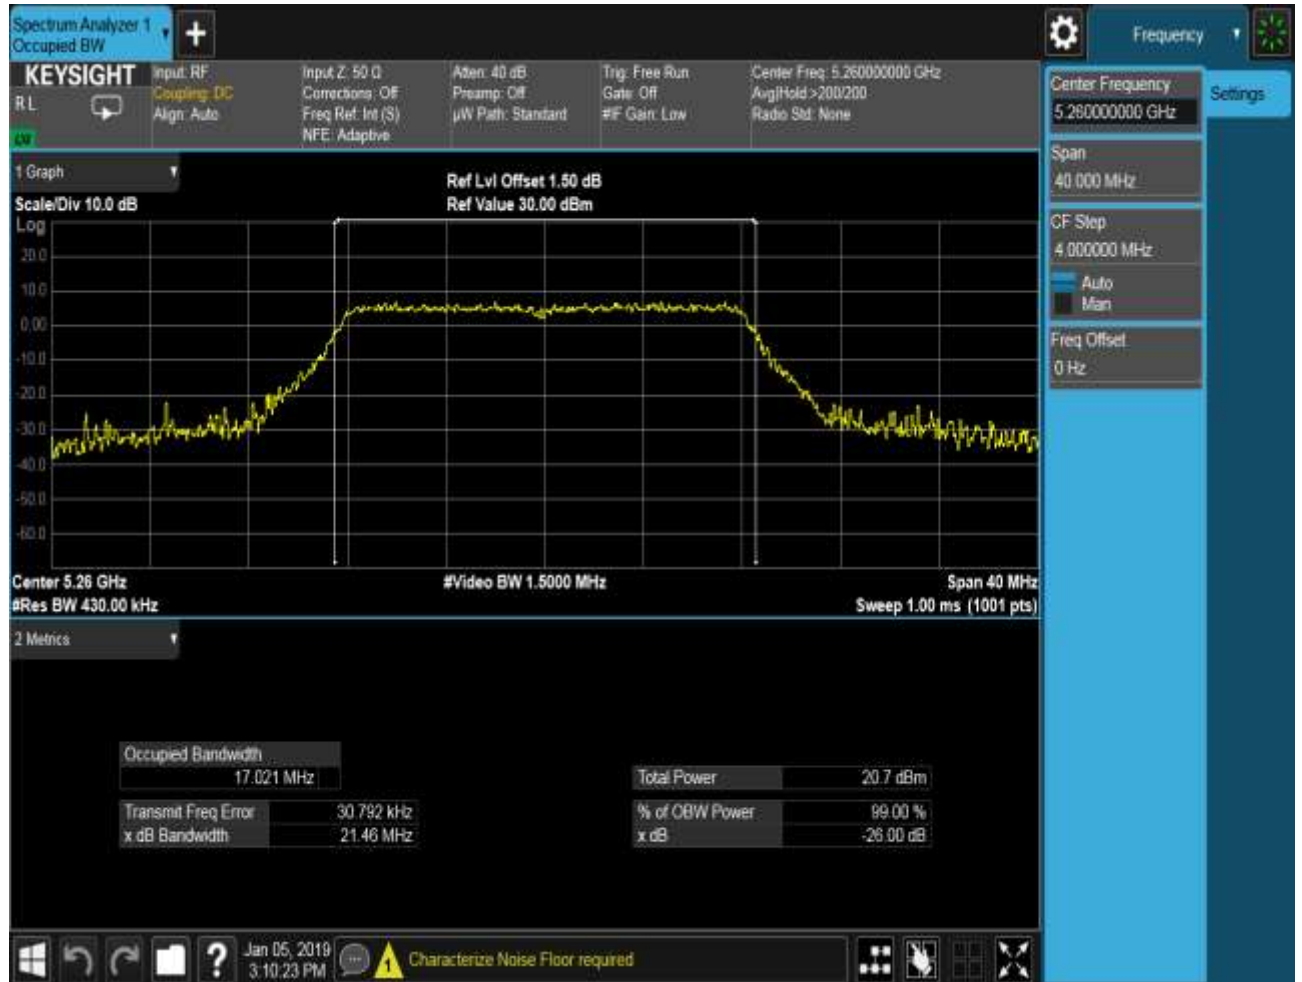 Spectrum Analyzer 1
Occupied BW
Frequency
KEYSIGHT
RL
Input: RF
Coupling: DC
Align: Auto
Input Z: 50 Ω
Corrections: Off
Freq Ref: Int (S)
NFE: Adaptive
Atten: 40 dB
Preamp: Off
µW Path: Standard
Trig: Free Run
Gate: Off
#IF Gain: Low
Center Freq: 5.260000000 GHz
Avg|Hold:>200/200
Radio Std: None
Center Frequency
5.260000000 GHz
Settings
Span
40.000 MHz
CF Step
4.000000 MHz
Auto
Man
Freq Offset
0 Hz
1 Graph
Scale/Div 10.0 dB
Ref Lvl Offset 1.50 dB
Ref Value 30.00 dBm
Log
20.0
10.0
0.00
-10.0
-20.0
-30.0
-40.0
-50.0
-60.0
Center 5.26 GHz
#Video BW 1.5000 MHz
Span 40 MHz
#Res BW 430.00 kHz
Sweep 1.00 ms (1001 pts)
2 Metrics
Occupied Bandwidth
17.021 MHz
Total Power 20.7 dBm
Transmit Freq Error 30.792 kHz
% of OBW Power 99.00 %
x dB Bandwidth 21.46 MHz
x dB -26.00 dB
?
Jan 05, 2019
3:10:23 PM
1
Characterize Noise Floor required